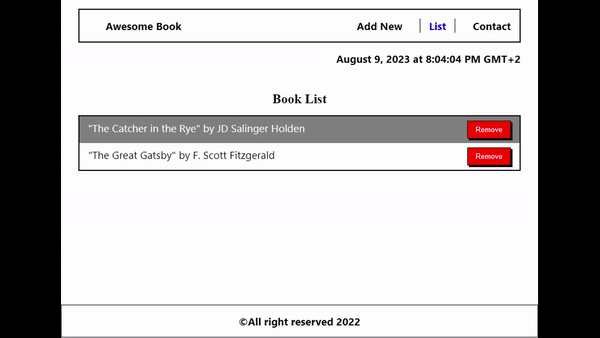 Awesome Book Add New List Contact
August 9, 2023 at 8:04:04 PM GMT+2
Book List
"The Catcher in the Rye" by JD Salinger Holden Remove
"The Great Gatsby" by F. Scott Fitzgerald Remove
©All right reserved 2022